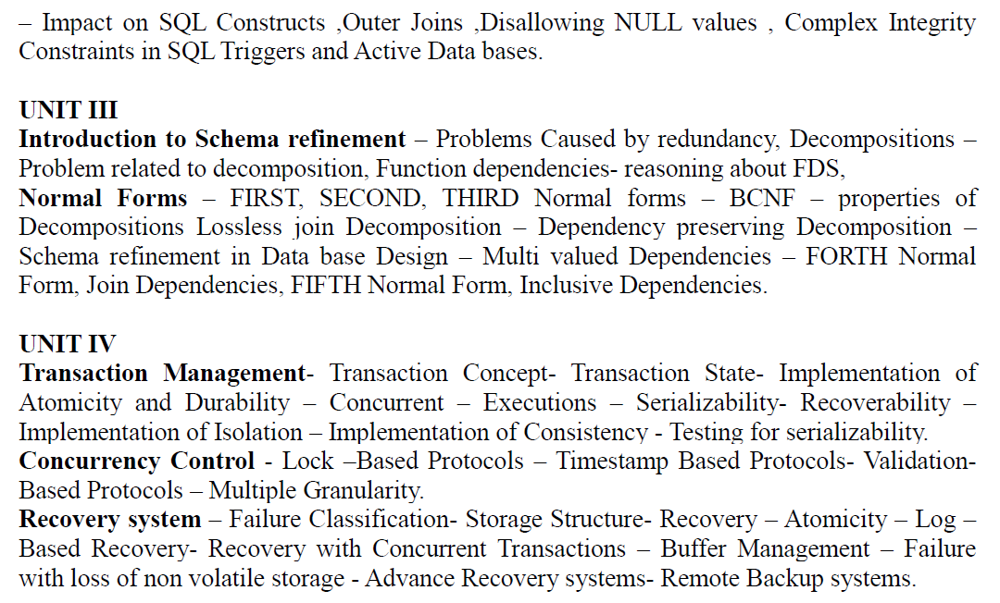 – Impact on SQL Constructs ,Outer Joins ,Disallowing NULL values , Complex Integrity
Constraints in SQL Triggers and Active Data bases.
UNIT III
Introduction to Schema refinement – Problems Caused by redundancy, Decompositions –
Problem related to decomposition, Function dependencies- reasoning about FDS,
Normal Forms – FIRST, SECOND, THIRD Normal forms – BCNF – properties of
Decompositions Lossless join Decomposition – Dependency preserving Decomposition –
Schema refinement in Data base Design – Multi valued Dependencies – FORTH Normal
Form, Join Dependencies, FIFTH Normal Form, Inclusive Dependencies.
UNIT IV
Transaction Management- Transaction Concept- Transaction State- Implementation of
Atomicity and Durability – Concurrent – Executions – Serializability- Recoverability –
Implementation of Isolation – Implementation of Consistency - Testing for serializability.
Concurrency Control - Lock –Based Protocols – Timestamp Based Protocols- Validation-
Based Protocols – Multiple Granularity.
Recovery system – Failure Classification- Storage Structure- Recovery – Atomicity – Log –
Based Recovery- Recovery with Concurrent Transactions – Buffer Management – Failure
with loss of non volatile storage - Advance Recovery systems- Remote Backup systems.